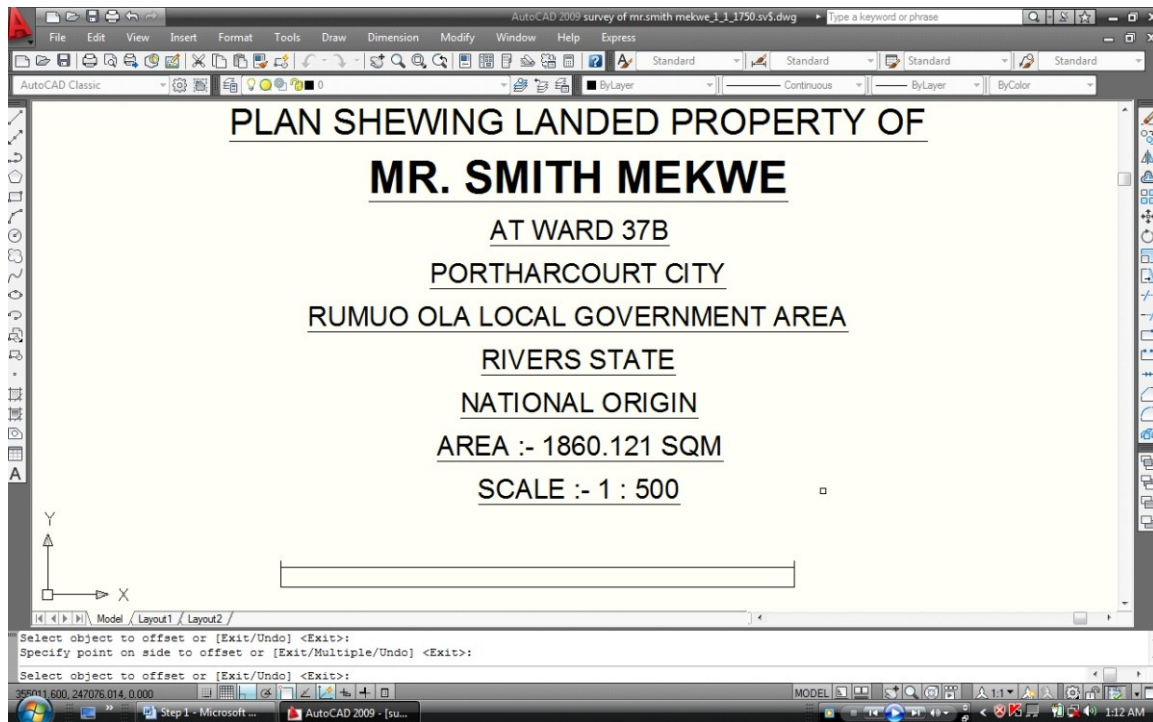 AutoCAD 2009 survey of mr.smith mekwe_1_1_1750.sv$.dwg
Type a keyword or phrase
File Edit View Insert Format Tools Draw Dimension Modify Window Help Express
Standard Standard Standard Standard
AutoCAD Classic 0 ByLayer Continuous ByLayer ByColor
PLAN SHEWING LANDED PROPERTY OF
MR. SMITH MEKWE
AT WARD 37B
PORTHARCOURT CITY
RUMUO OLA LOCAL GOVERNMENT AREA
RIVERS STATE
NATIONAL ORIGIN
AREA :- 1860.121 SQM
SCALE :- 1 : 500
Y
X
Model Layout1 Layout2
Select object to offset or [Exit/Undo] <Exit>:
Specify point on side to offset or [Exit/Multiple/Undo] <Exit>:
Select object to offset or [Exit/Undo] <Exit>:
355011.600, 247076.014, 0.000 MODEL 1:1
Step 1 - Microsoft ... AutoCAD 2009 - [su... 1:12 AM